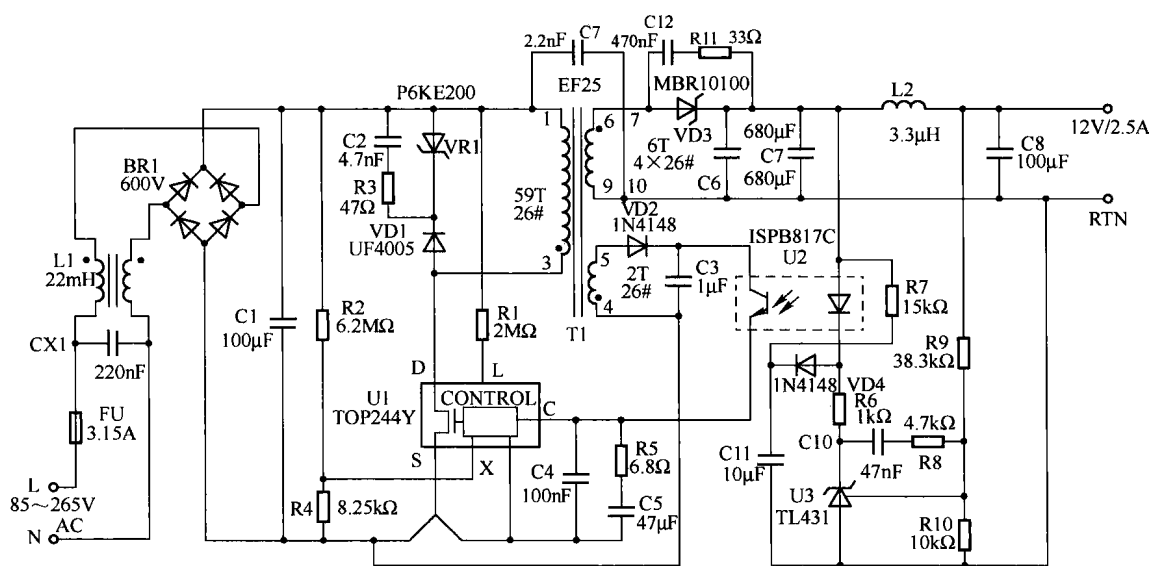 C12
2.2nF
C7
470nF
R11
33Ω
EF25
P6KE200
MBR10100
L2
1
6
7
VD3
680μF
12V/2.5A
C2
4.7nF
VR1
6T
4×26#
C7
680μF
3.3μH
C8
100μF
BR1
600V
R3
47Ω
C6
59T
26#
9
10
VD2
1N4148
RTN
VD1
UF4005
ISPB817C
U2
L1
22mH
3
5
2T
26#
C3
1μF
R7
15kΩ
4
R2
6.2MΩ
R1
2MΩ
T1
C1
100μF
CX1
220nF
R9
38.3kΩ
D
L
1N4148
VD4
U1
TOP244Y
CONTROL
C
R6
1kΩ
4.7kΩ
FU
3.15A
C10
R5
6.8Ω
C11
10μF
47nF
R8
S
X
C4
100nF
L
85～265V
AC
N
R4
8.25kΩ
C5
47μF
U3
TL431
R10
10kΩ